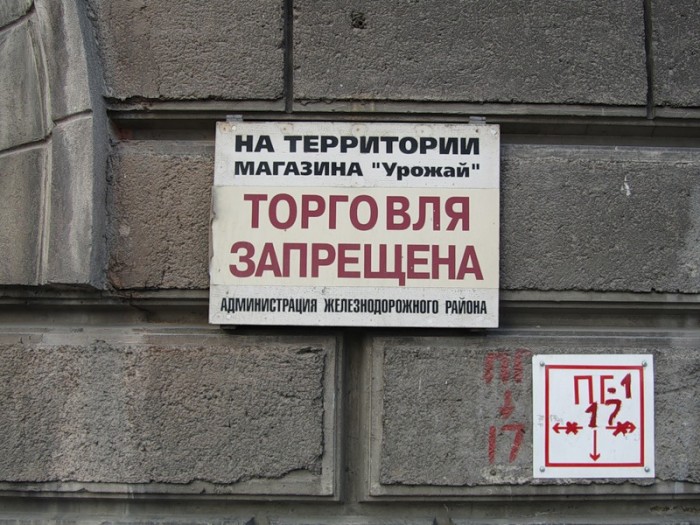 НА ТЕРРИТОРИИ
МАГАЗИНА "Урожай"
ТОРГОВЛЯ
ЗАПРЕЩЕНА
АДМИНИСТРАЦИЯ ЖЕЛЕЗНОДОРОЖНОГО РАЙОНА
ПГ
17
ПГ-1
17